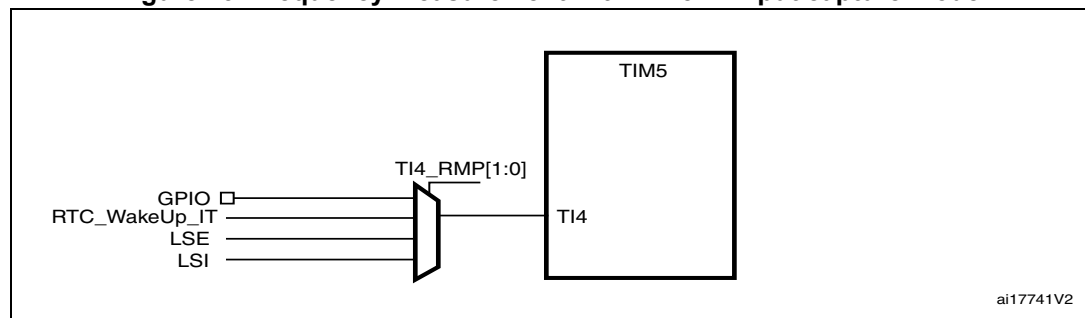 TIM5
TI4_RMP[1:0]
GPIO
RTC_WakeUp_IT
TI4
LSE
LSI
ai17741V2